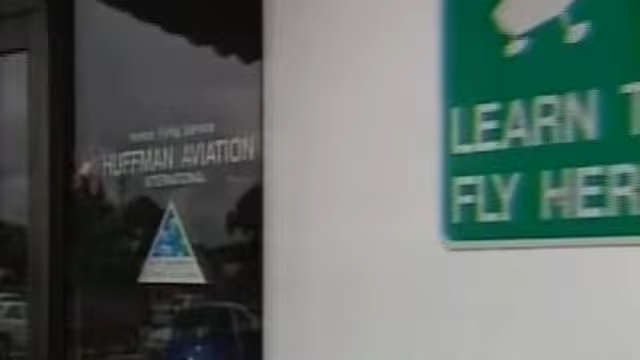 HUFFMAN AVIATION
INTERNATIONAL
LEARN T
FLY HER